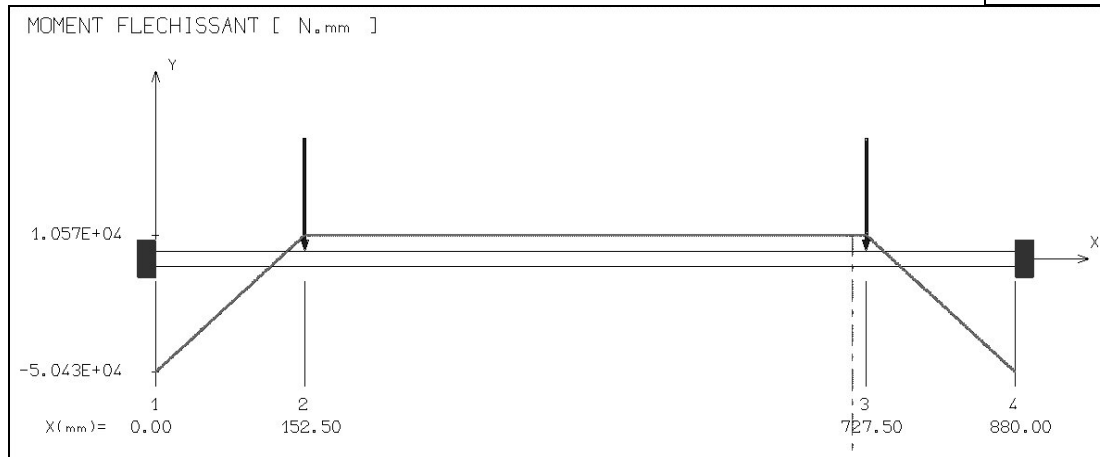 MOMENT FLECHISSANT [ N.mm ]
Y
1.057E+04
X
-5.043E+04
1 2 3 4
X(mm)= 0.00 152.50 727.50 880.00